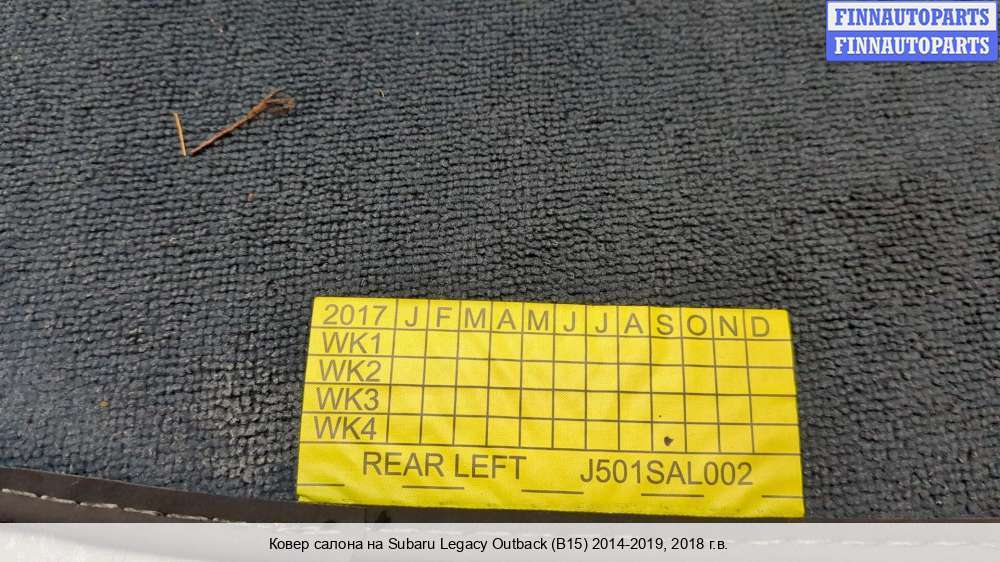 FINNAUTOPARTS
FINNAUTOPARTS
2017 J F M A M J J A S O N D
WK1
WK2
WK3
WK4
REAR LEFT J501SAL002
Ковер салона на Subaru Legacy Outback (B15) 2014-2019, 2018 г.в.